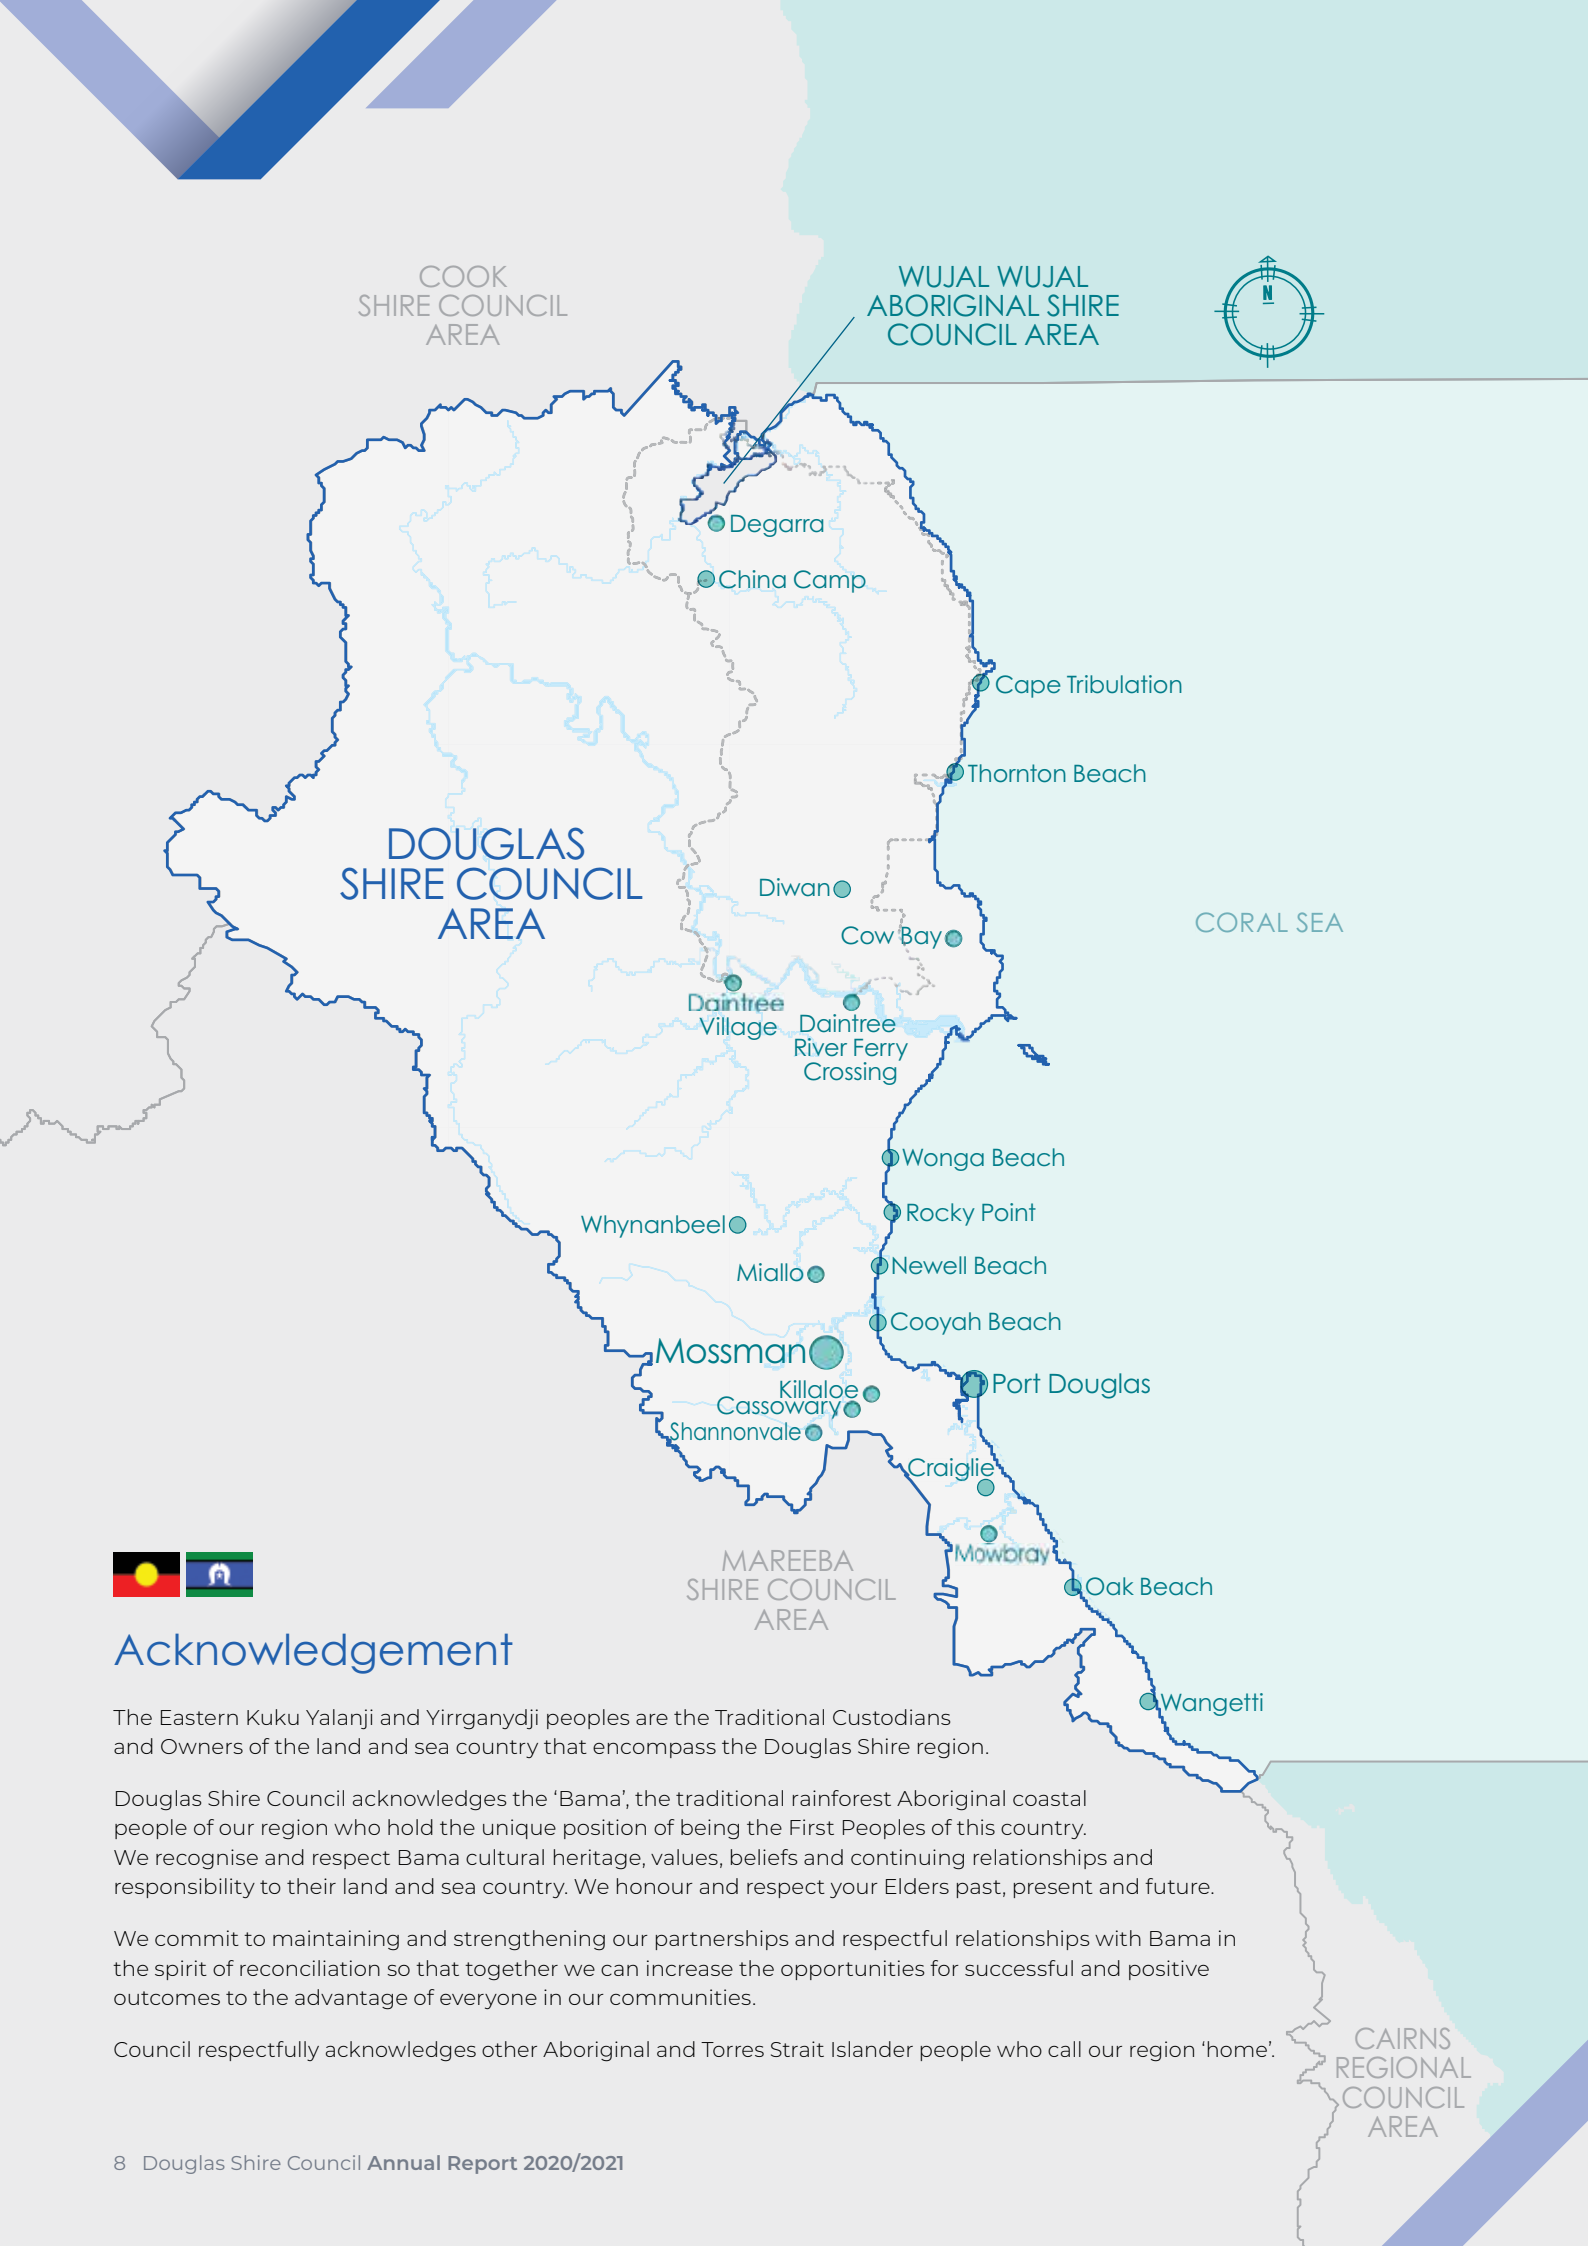 COOK
SHIRE COUNCIL
AREA
WUJAL WUJAL
ABORIGINAL SHIRE
COUNCIL AREA
N
Degarra
China Camp
Cape Tribulation
Thornton Beach
DOUGLAS
SHIRE COUNCIL
AREA
Diwan
Cow Bay
CORAL SEA
Daintree
Village
Daintree
River Ferry
Crossing
Wonga Beach
Rocky Point
Whynanbeel
Newell Beach
Miallo
Cooyah Beach
Mossman
Port Douglas
Killaloe
Cassowary
Shannonvale
Craiglie
Mowbray
MAREEBA
SHIRE COUNCIL
AREA
Oak Beach
Wangetti
Acknowledgement
The Eastern Kuku Yalanji and Yirrganydji peoples are the Traditional Custodians
and Owners of the land and sea country that encompass the Douglas Shire region.
Douglas Shire Council acknowledges the ‘Bama’, the traditional rainforest Aboriginal coastal
people of our region who hold the unique position of being the First Peoples of this country.
We recognise and respect Bama cultural heritage, values, beliefs and continuing relationships and
responsibility to their land and sea country. We honour and respect your Elders past, present and future.
We commit to maintaining and strengthening our partnerships and respectful relationships with Bama in
the spirit of reconciliation so that together we can increase the opportunities for successful and positive
outcomes to the advantage of everyone in our communities.
Council respectfully acknowledges other Aboriginal and Torres Strait Islander people who call our region ‘home’.
CAIRNS
REGIONAL
COUNCIL
AREA
8 Douglas Shire Council Annual Report 2020/2021